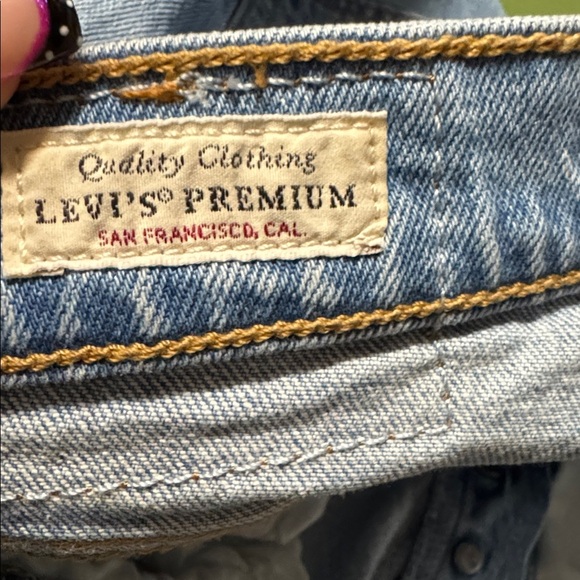 Quality Clothing
LEVI'S® PREMIUM
SAN FRANCISCO, CAL.